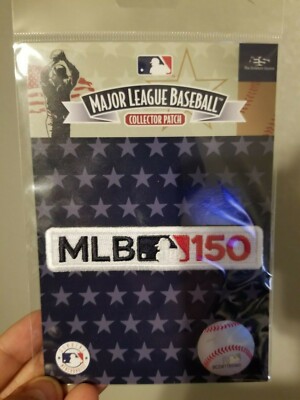 MAJOR LEAGUE BASEBALL
COLLECTOR PATCH
MLB 150